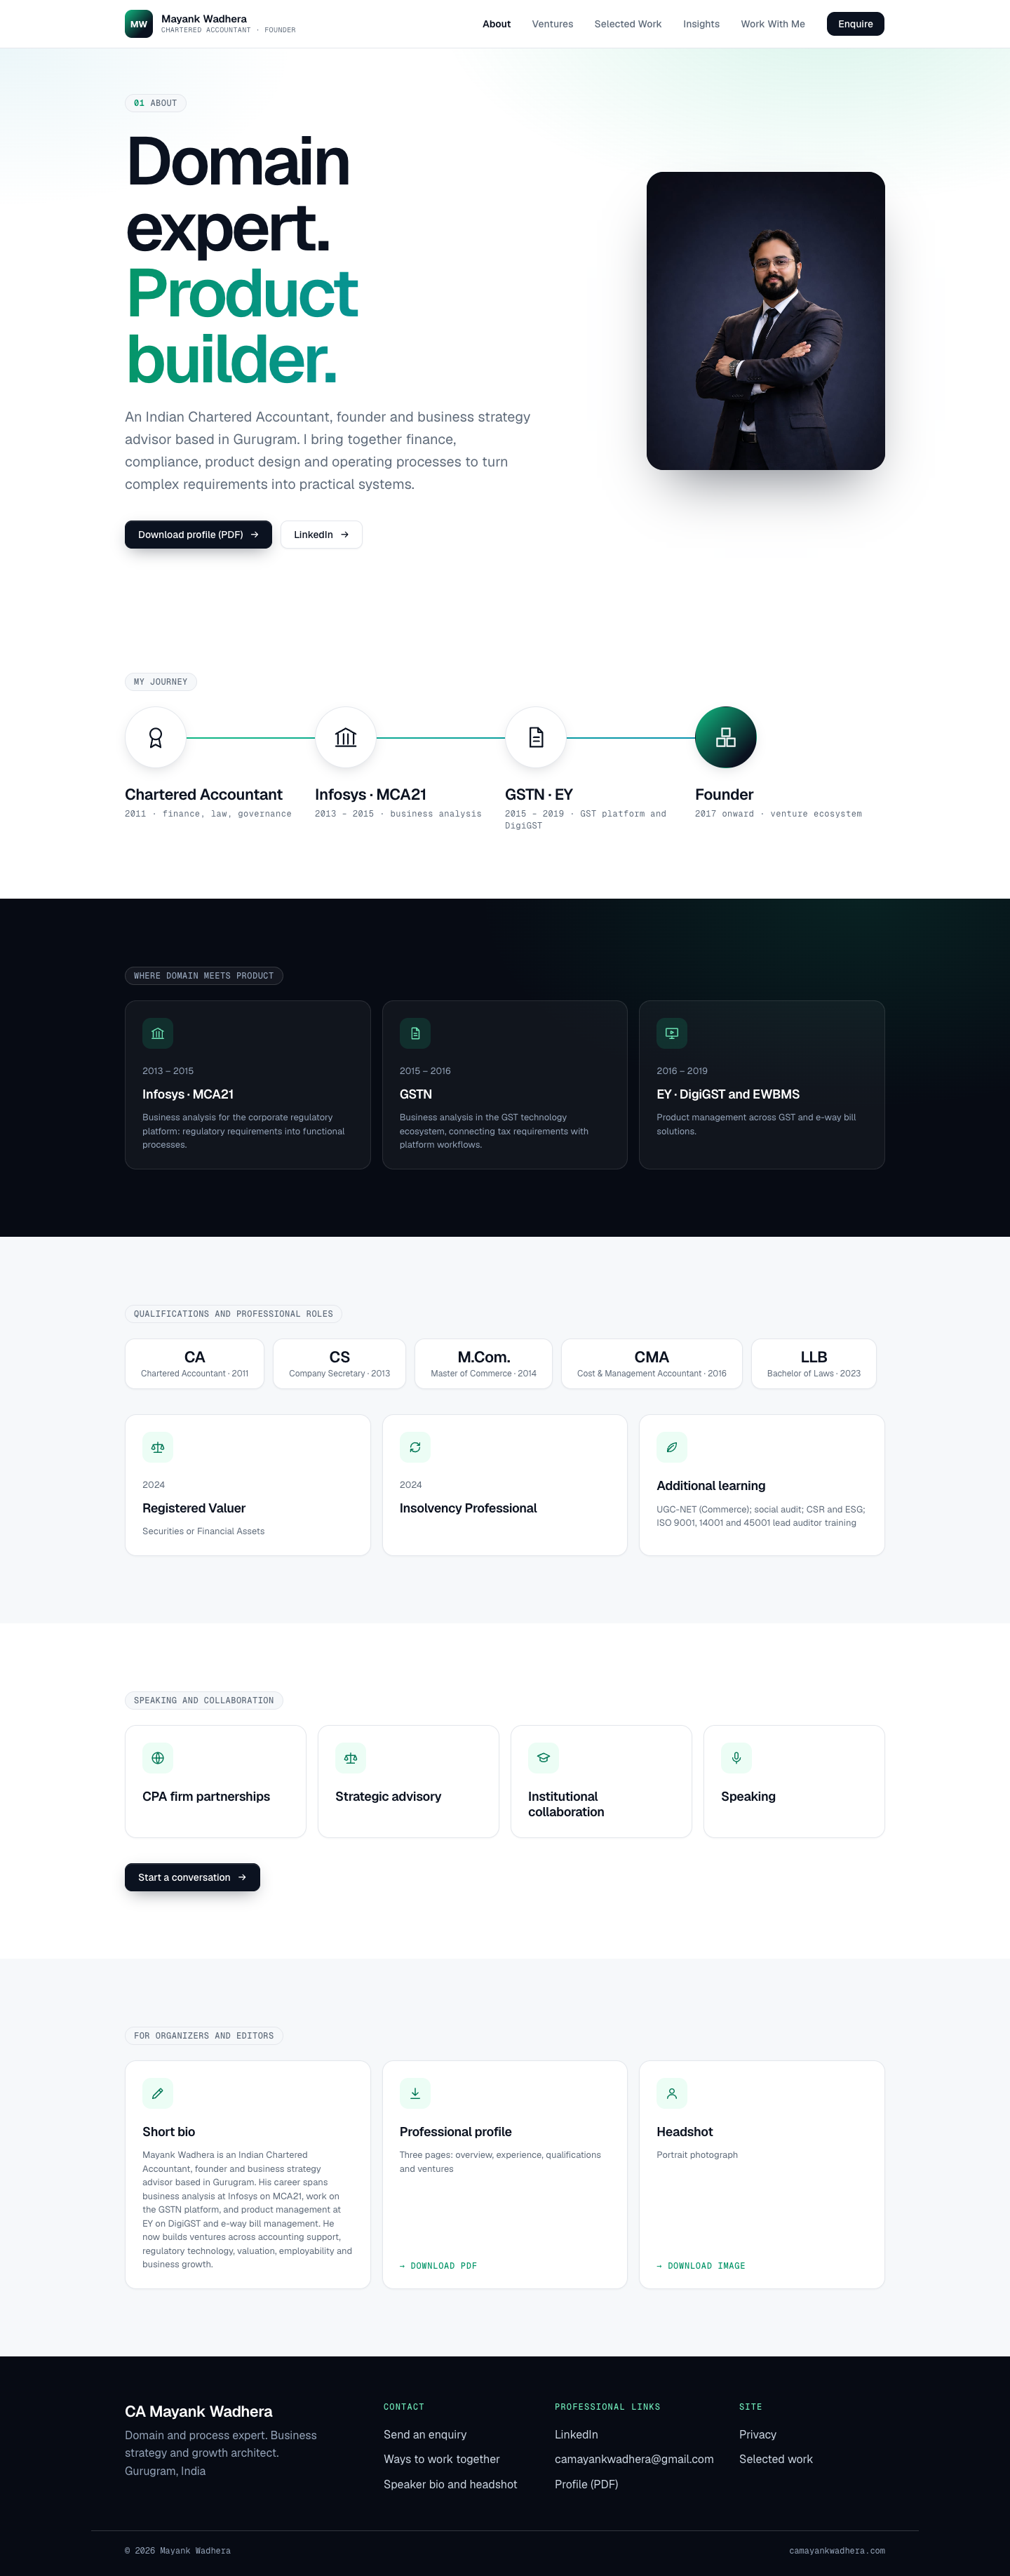 MW
Mayank Wadhera
CHARTERED ACCOUNTANT · FOUNDER
About
Ventures
Selected Work
Insights
Work With Me
Enquire
01 ABOUT
Domain
expert.
Product
builder.
An Indian Chartered Accountant, founder and business strategy
advisor based in Gurugram. I bring together finance,
compliance, product design and operating processes to turn
complex requirements into practical systems.
Download profile (PDF) →
LinkedIn →
MY JOURNEY
Chartered Accountant
2011 · finance, law, governance
Infosys · MCA21
2013 – 2015 · business analysis
GSTN · EY
2015 – 2019 · GST platform and
DigiGST
Founder
2017 onward · venture ecosystem
WHERE DOMAIN MEETS PRODUCT
2013 – 2015
Infosys · MCA21
Business analysis for the corporate regulatory
platform: regulatory requirements into functional
processes.
2015 – 2016
GSTN
Business analysis in the GST technology
ecosystem, connecting tax requirements with
platform workflows.
2016 – 2019
EY · DigiGST and EWBMS
Product management across GST and e-way bill
solutions.
QUALIFICATIONS AND PROFESSIONAL ROLES
CA
Chartered Accountant · 2011
CS
Company Secretary · 2013
M.Com.
Master of Commerce · 2014
CMA
Cost & Management Accountant · 2016
LLB
Bachelor of Laws · 2023
2024
Registered Valuer
Securities or Financial Assets
2024
Insolvency Professional
Additional learning
UGC-NET (Commerce); social audit; CSR and ESG;
ISO 9001, 14001 and 45001 lead auditor training
SPEAKING AND COLLABORATION
CPA firm partnerships
Strategic advisory
Institutional
collaboration
Speaking
Start a conversation →
FOR ORGANIZERS AND EDITORS
Short bio
Mayank Wadhera is an Indian Chartered
Accountant, founder and business strategy
advisor based in Gurugram. His career spans
business analysis at Infosys on MCA21, work on
the GSTN platform, and product management at
EY on DigiGST and e-way bill management. He
now builds ventures across accounting support,
regulatory technology, valuation, employability and
business growth.
Professional profile
Three pages: overview, experience, qualifications
and ventures
→ DOWNLOAD PDF
Headshot
Portrait photograph
→ DOWNLOAD IMAGE
CA Mayank Wadhera
Domain and process expert. Business
strategy and growth architect.
Gurugram, India
CONTACT
Send an enquiry
Ways to work together
Speaker bio and headshot
PROFESSIONAL LINKS
LinkedIn
camayankwadhera@gmail.com
Profile (PDF)
SITE
Privacy
Selected work
© 2026 Mayank Wadhera
camayankwadhera.com